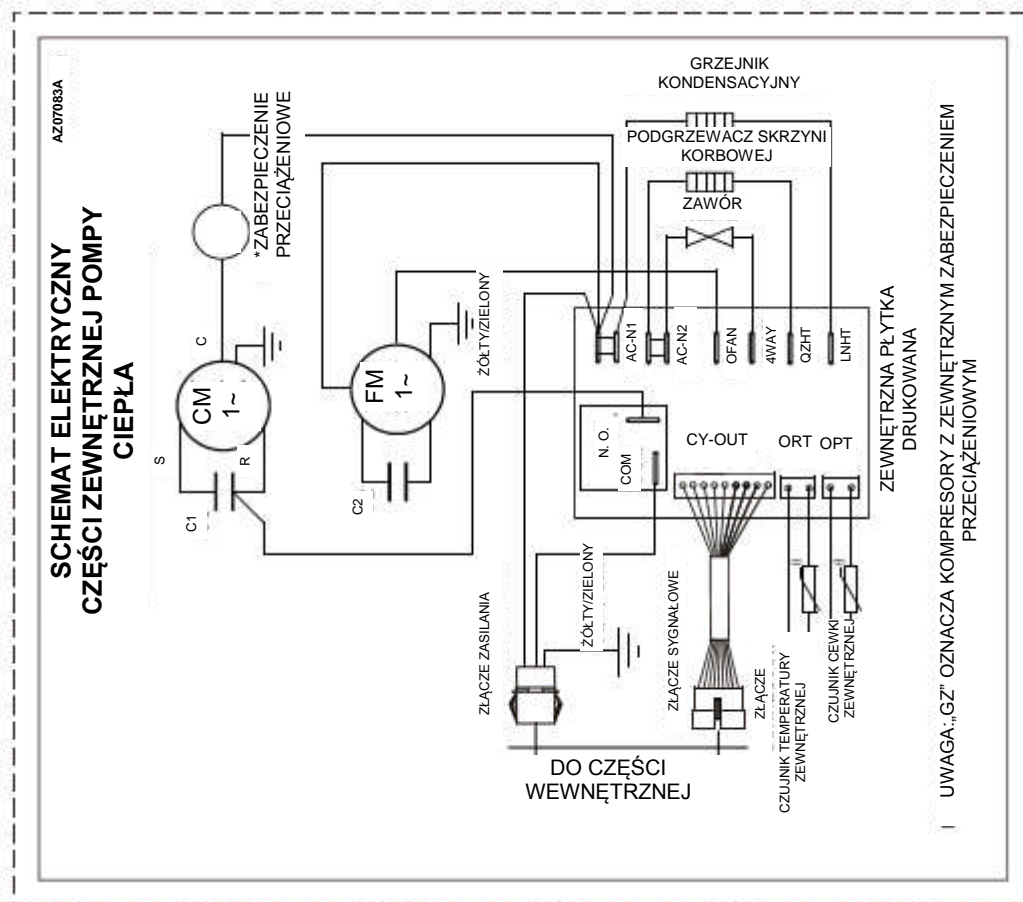 AZ07083A
SCHEMAT ELEKTRYCZNY
CZĘŚCI ZEWNĘTRZNEJ POMPY
CIEPŁA
GRZEJNIK
KONDENSACYJNY
PODGRZEWACZ SKRZYNI
KORBOWEJ
ZAWÓR
*ZABEZPIECZENIE
PRZECIĄŻENIOWE
C
CM
1~
S
R
C1
FM
1~
C2
ŻÓŁTY/ZIELONY
AC-N1
AC-N2
OFAN
4WAY
QZHT
LNHT
N. O.
COM
CY-OUT
ORT
OPT
ZEWNĘTRZNA PŁYTKA
DRUKOWANA
ZŁĄCZE ZASILANIA
ŻÓŁTY/ZIELONY
ZŁĄCZE SYGNAŁOWE
ZŁĄCZE
CZUJNIK TEMPERATURY
ZEWNĘTRZNEJ
CZUJNIK CEWKI
ZEWNĘTRZNEJ
DO CZĘŚCI
WEWNĘTRZNEJ
UWAGA:„GZ” OZNACZA KOMPRESORY Z ZEWNĘTRZNYM ZABEZPIECZENIEM
PRZECIĄŻENIOWYM